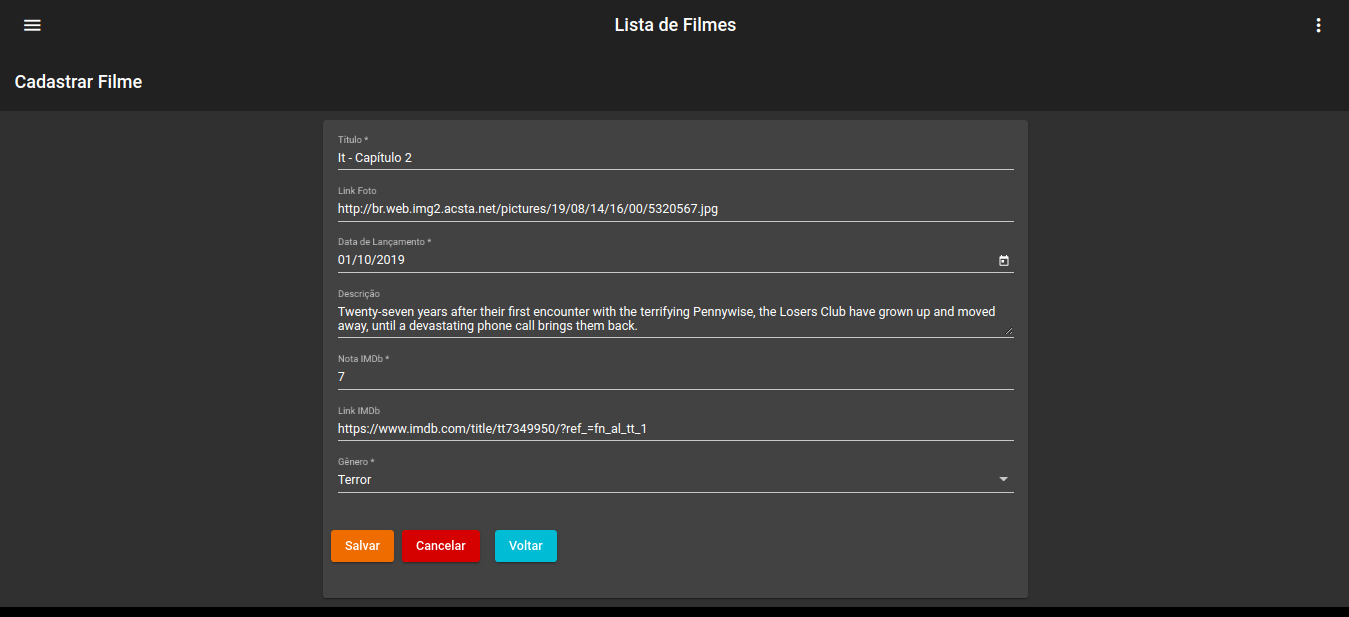 Lista de Filmes
Cadastrar Filme
Título *
It - Capítulo 2
Link Foto
http://br.web.img2.acsta.net/pictures/19/08/14/16/00/5320567.jpg
Data de Lançamento *
01/10/2019
Descrição
Twenty-seven years after their first encounter with the terrifying Pennywise, the Losers Club have grown up and moved
away, until a devastating phone call brings them back.
Nota IMDb *
7
Link IMDb
https://www.imdb.com/title/tt7349950/?ref_=fn_al_tt_1
Gênero *
Terror
Salvar Cancelar Voltar